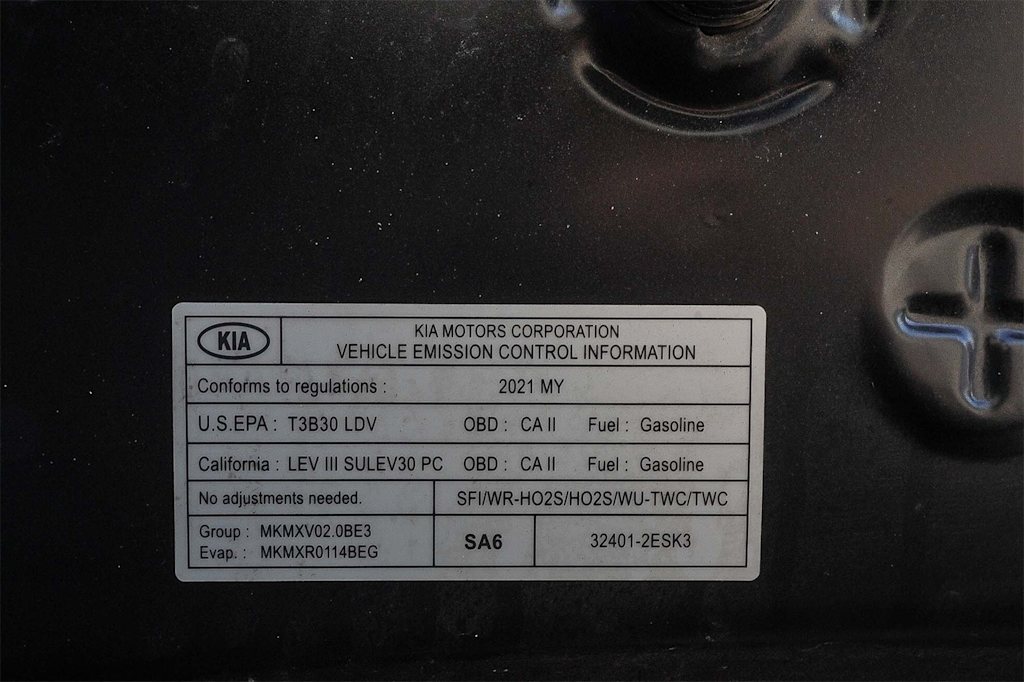 KIA
KIA MOTORS CORPORATION
VEHICLE EMISSION CONTROL INFORMATION
Conforms to regulations : 2021 MY
U.S.EPA : T3B30 LDV OBD : CA II Fuel : Gasoline
California : LEV III SULEV30 PC OBD : CA II Fuel : Gasoline
No adjustments needed. SFI/WR-HO2S/HO2S/WU-TWC/TWC
Group : MKMXV02.0BE3
Evap. : MKMXR0114BEG
SA6
32401-2ESK3